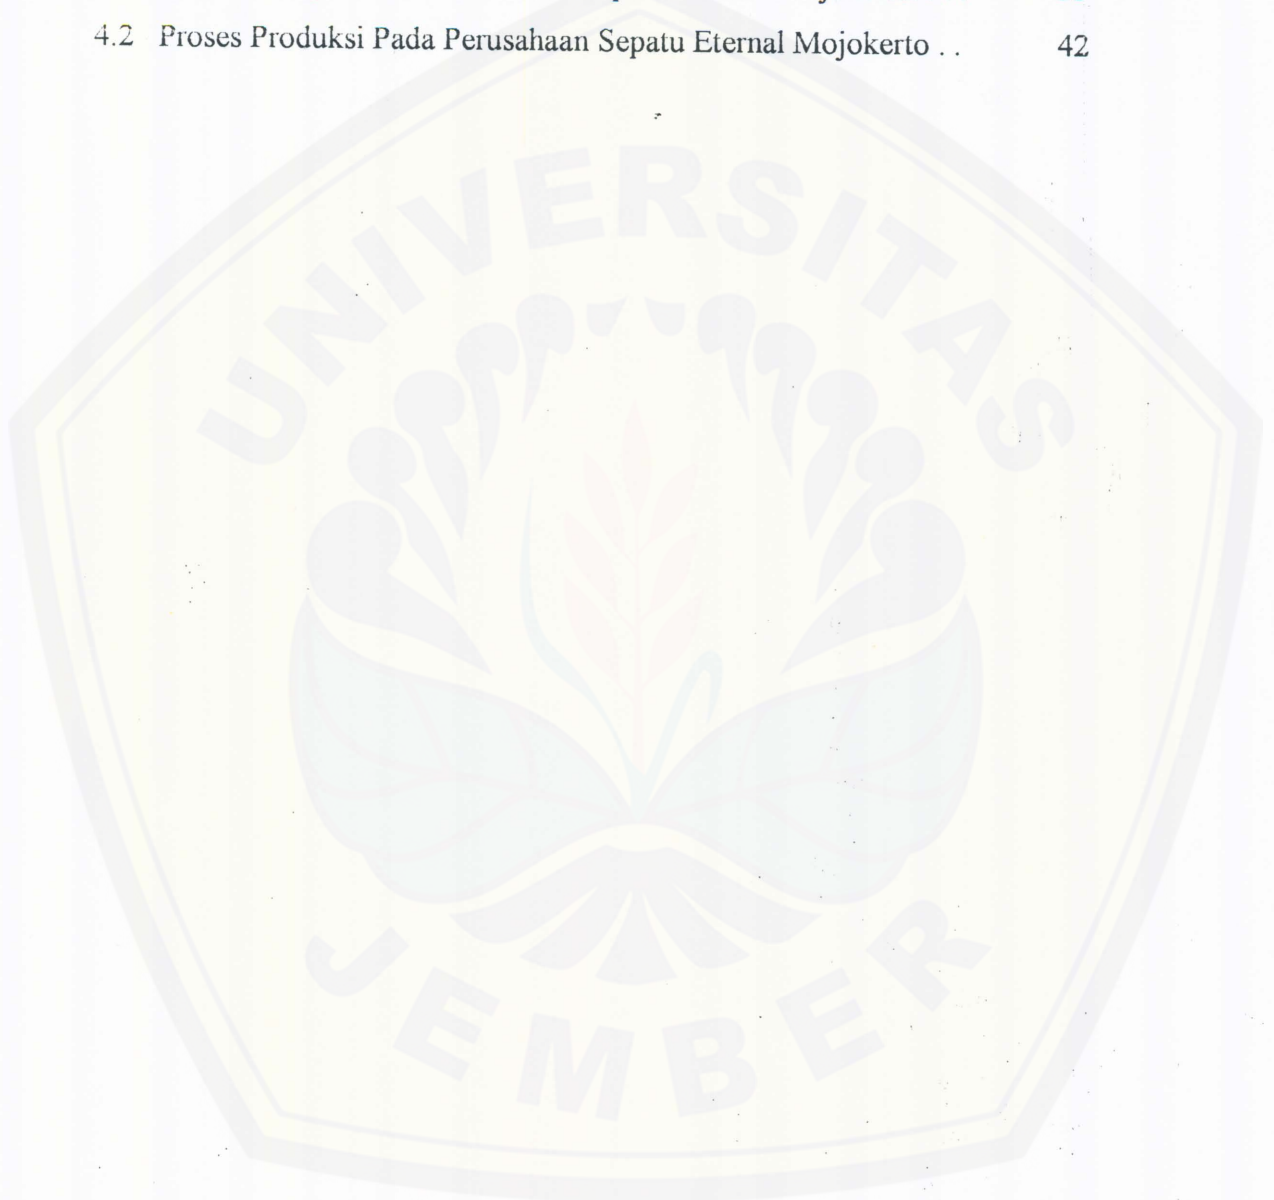 4.2 Proses Produksi Pada Perusahaan Sepatu Eternal Mojokerto . . 42
UNIVERSITAS
JEMBER